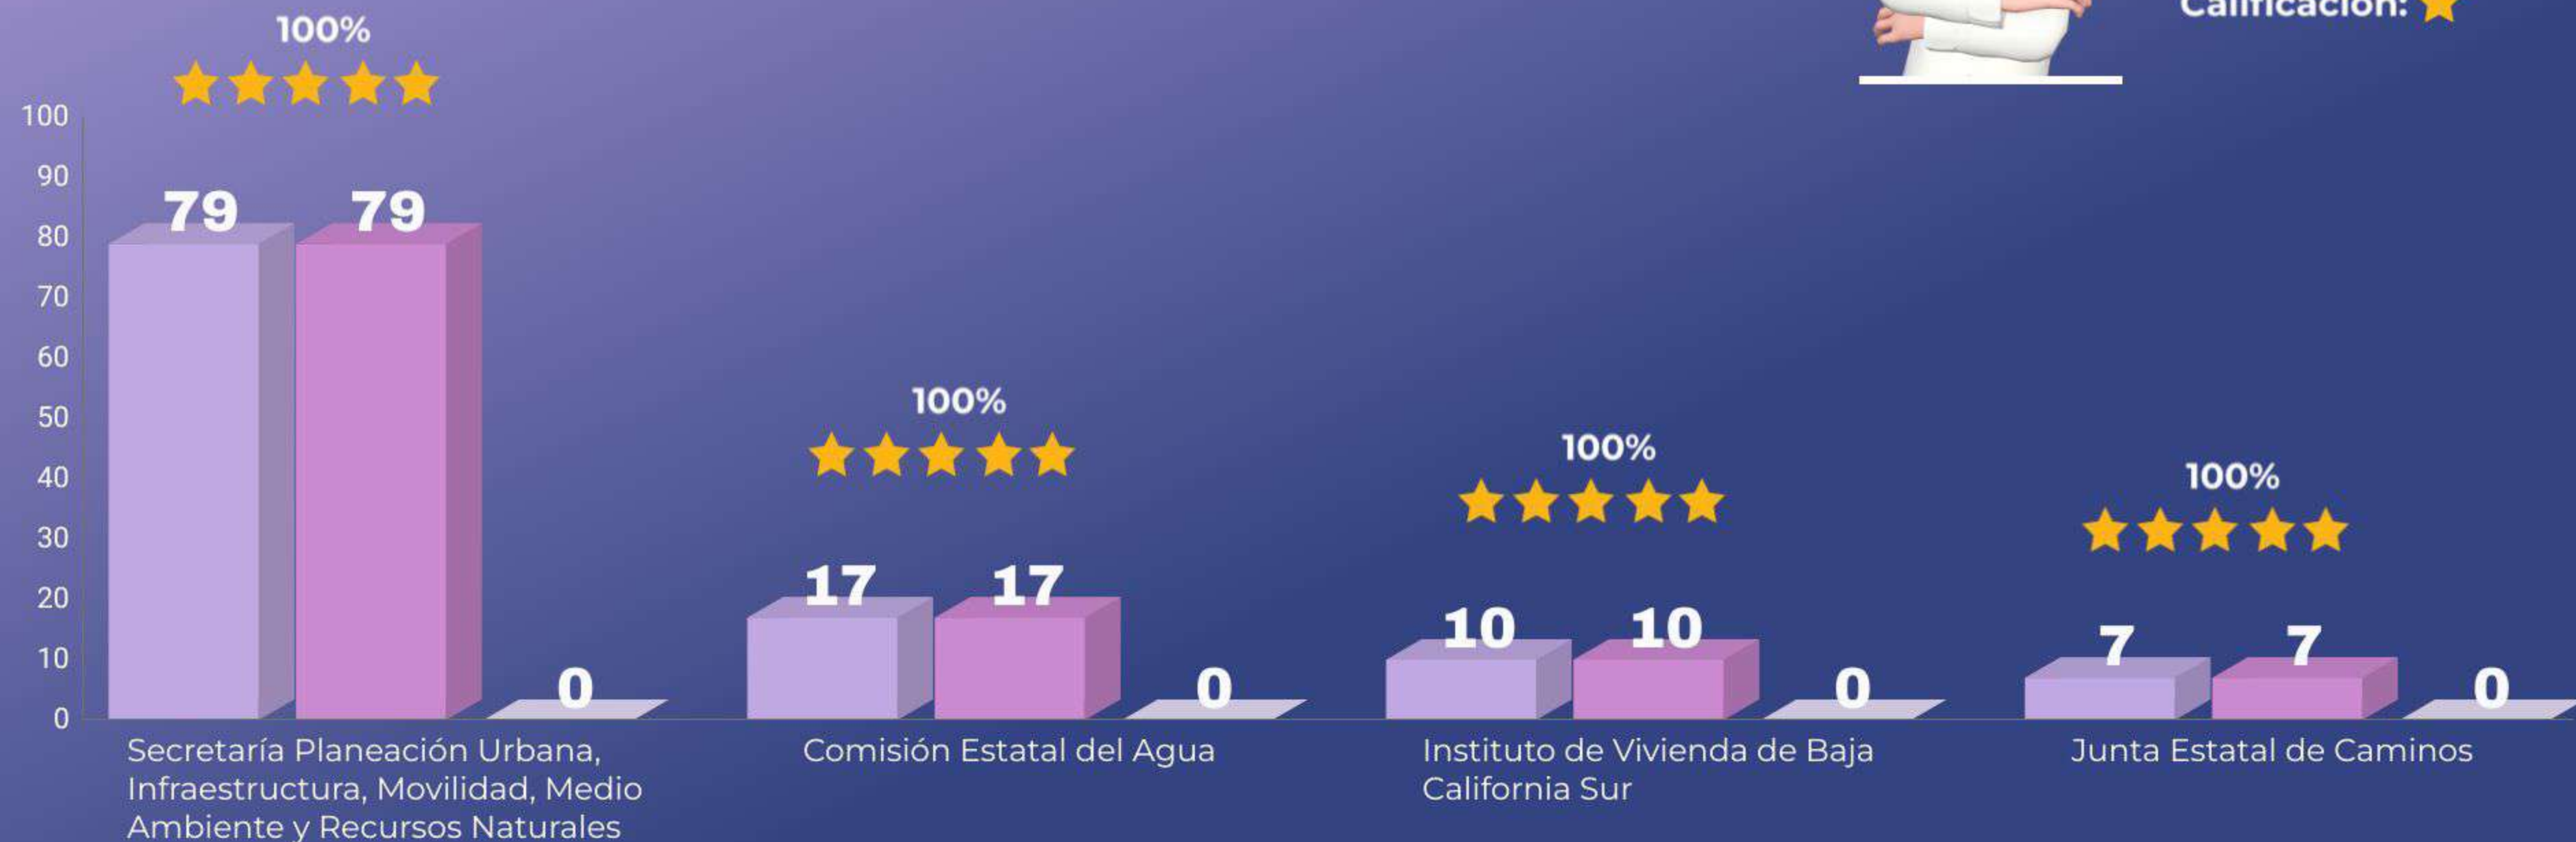 Calificación:
100%
100
90
80
70
60
50
40
30
20
10
0
79 79 0
100%
17 17 0
100%
10 10 0
100%
7 7 0
Secretaría Planeación Urbana,
Infraestructura, Movilidad, Medio
Ambiente y Recursos Naturales
Comisión Estatal del Agua
Instituto de Vivienda de Baja
California Sur
Junta Estatal de Caminos